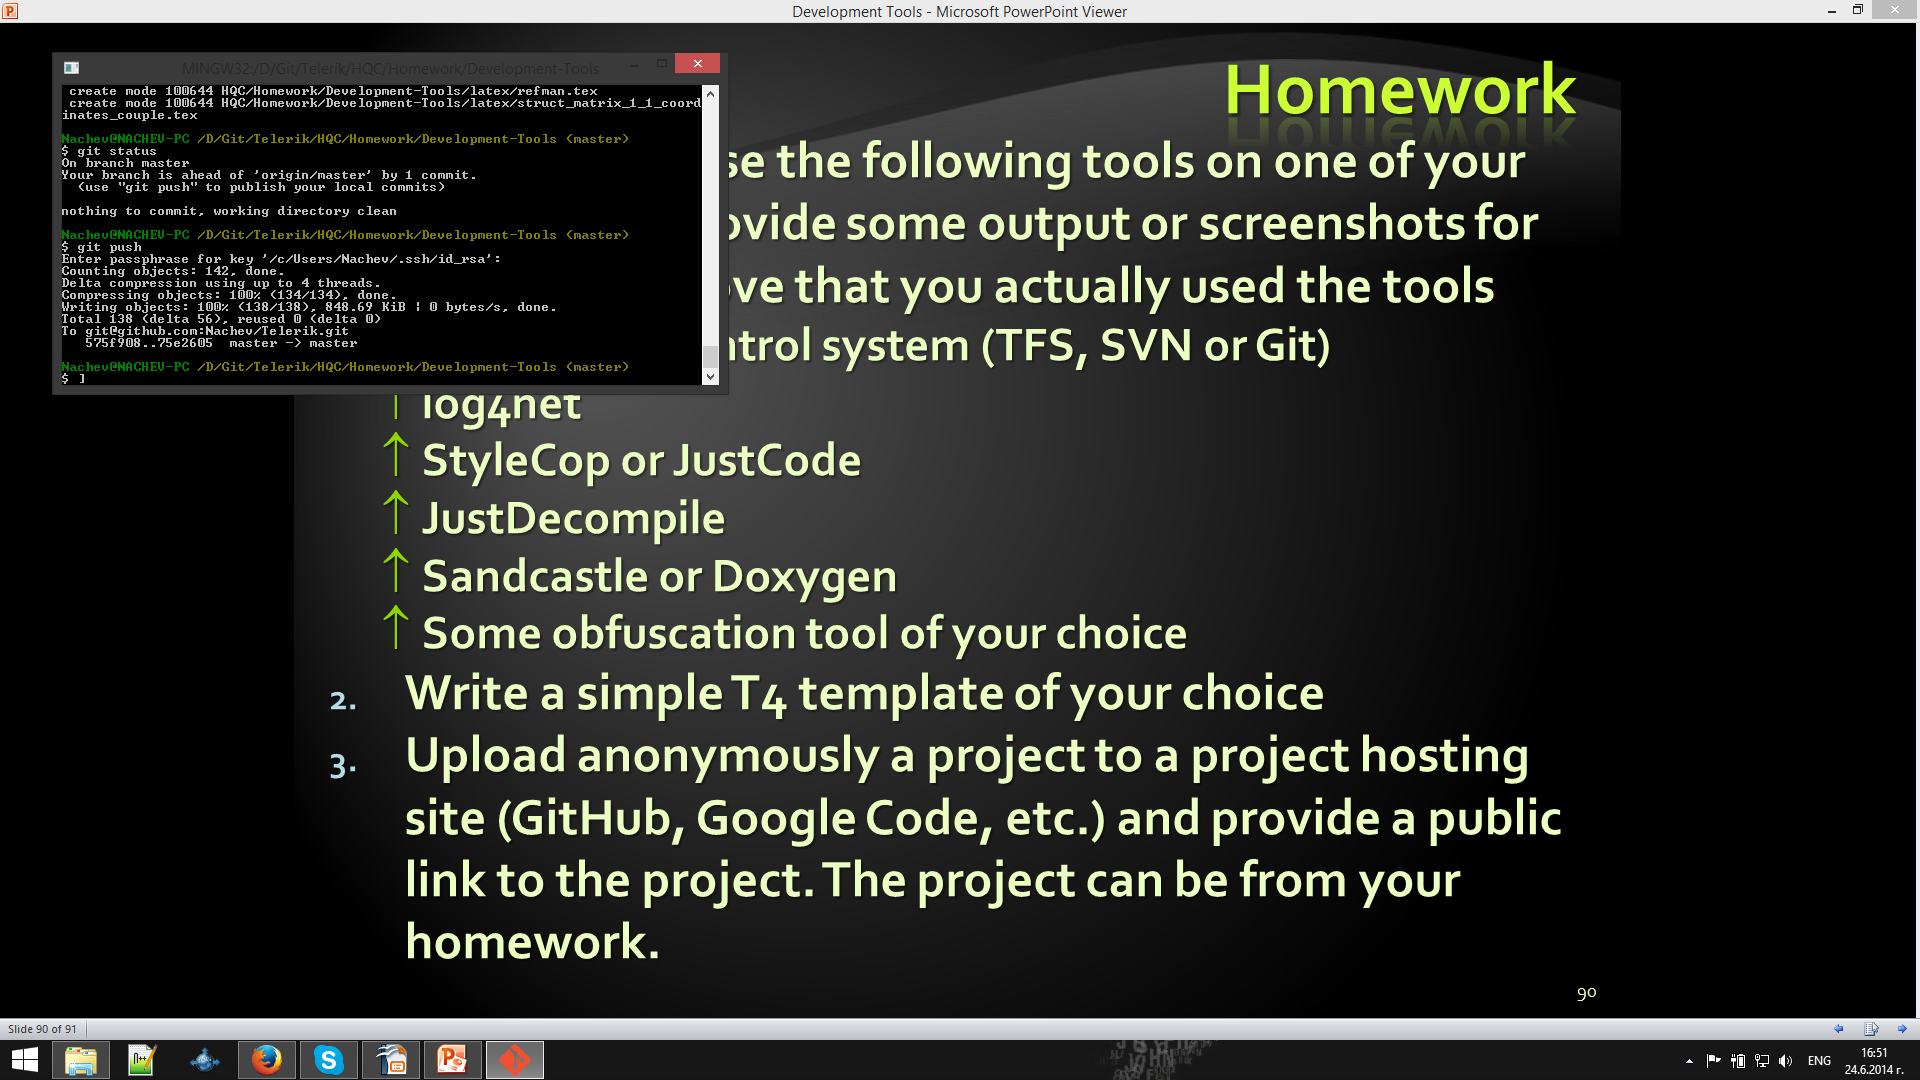 Development Tools - Microsoft PowerPoint Viewer
MINGW32:/D/Git/Telerik/HQC/Homework/Development-Tools
create mode 100644 HQC/Homework/Development-Tools/latex/refman.tex
create mode 100644 HQC/Homework/Development-Tools/latex/struct_matrix_1_1_coord
inates_couple.tex
Nachev@NACHEV-PC /D/Git/Telerik/HQC/Homework/Development-Tools (master)
$ git status
On branch master
Your branch is ahead of 'origin/master' by 1 commit.
(use "git push" to publish your local commits)
nothing to commit, working directory clean
Nachev@NACHEV-PC /D/Git/Telerik/HQC/Homework/Development-Tools (master)
$ git push
Enter passphrase for key '/c/Users/Nachev/.ssh/id_rsa':
Counting objects: 142, done.
Delta compression using up to 4 threads.
Compressing objects: 100% (134/134), done.
Writing objects: 100% (138/138), 848.69 KiB | 0 bytes/s, done.
Total 138 (delta 56), reused 0 (delta 0)
To git@github.com:Nachev/Telerik.git
575f908..75e2605 master -> master
Nachev@NACHEV-PC /D/Git/Telerik/HQC/Homework/Development-Tools (master)
$ ]
Homework
se the following tools on one of your
ovide some output or screenshots for
ove that you actually used the tools
ntrol system (TFS, SVN or Git)
↑ log4net
↑ StyleCop or JustCode
↑ JustDecompile
↑ Sandcastle or Doxygen
↑ Some obfuscation tool of your choice
2. Write a simple T4 template of your choice
3. Upload anonymously a project to a project hosting
site (GitHub, Google Code, etc.) and provide a public
link to the project. The project can be from your
homework.
90
Slide 90 of 91
ENG
16:51
24.6.2014 г.